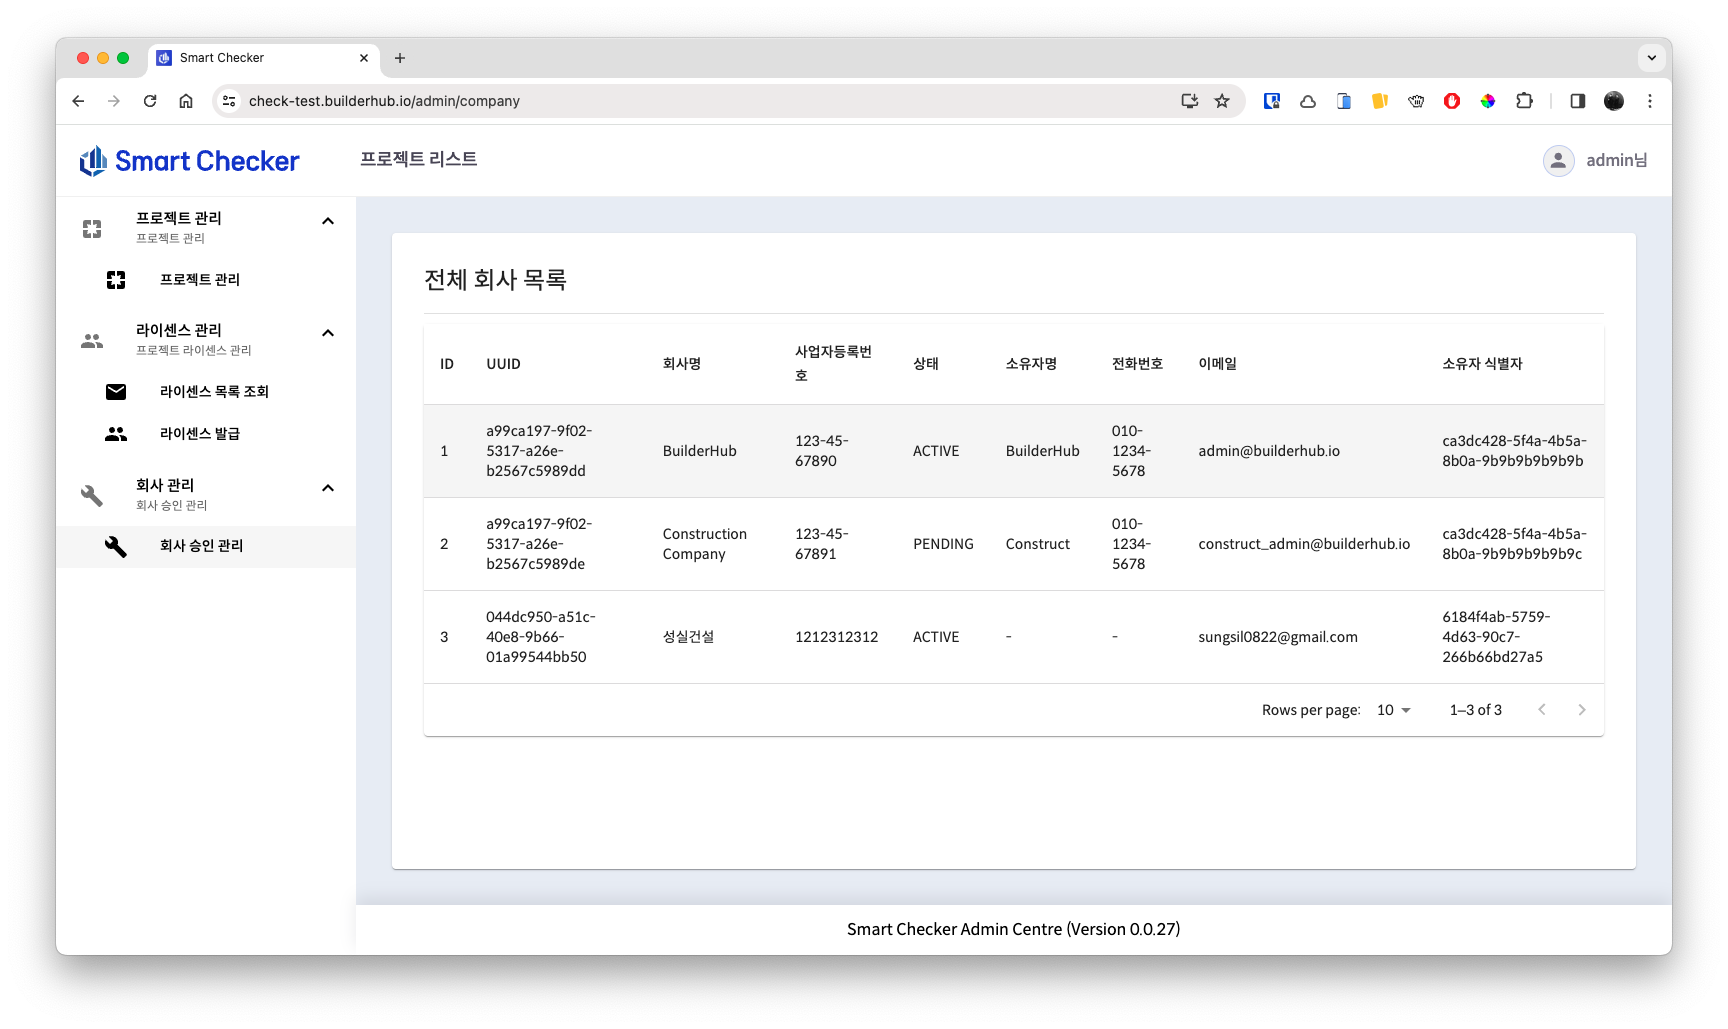 Smart Checker
check-test.builderhub.io/admin/company
Smart Checker
프로젝트 리스트
admin님
프로젝트 관리
프로젝트 관리
프로젝트 관리
라이센스 관리
프로젝트 라이센스 관리
라이센스 목록 조회
라이센스 발급
회사 관리
회사 승인 관리
회사 승인 관리
전체 회사 목록
ID UUID 회사명 사업자등록번 상태 소유자명 전화번호 이메일 소유자 식별자
호
a99ca197-9f02- 010-
123-45- ca3dc428-5f4a-4b5a-
1 5317-a26e- BuilderHub ACTIVE BuilderHub 1234- admin@builderhub.io
67890 8b0a-9b9b9b9b9b9b
b2567c5989dd 5678
a99ca197-9f02- 010-
Construction 123-45- ca3dc428-5f4a-4b5a-
2 5317-a26e- PENDING Construct 1234- construct_admin@builderhub.io
Company 67891 8b0a-9b9b9b9b9b9c
b2567c5989de 5678
044dc950-a51c- 6184f4ab-5759-
3 40e8-9b66- 성실건설 1212312312 ACTIVE - - sungsil0822@gmail.com 4d63-90c7-
01a99544bb50 266b66bd27a5
Rows per page: 10 1–3 of 3
Smart Checker Admin Centre (Version 0.0.27)